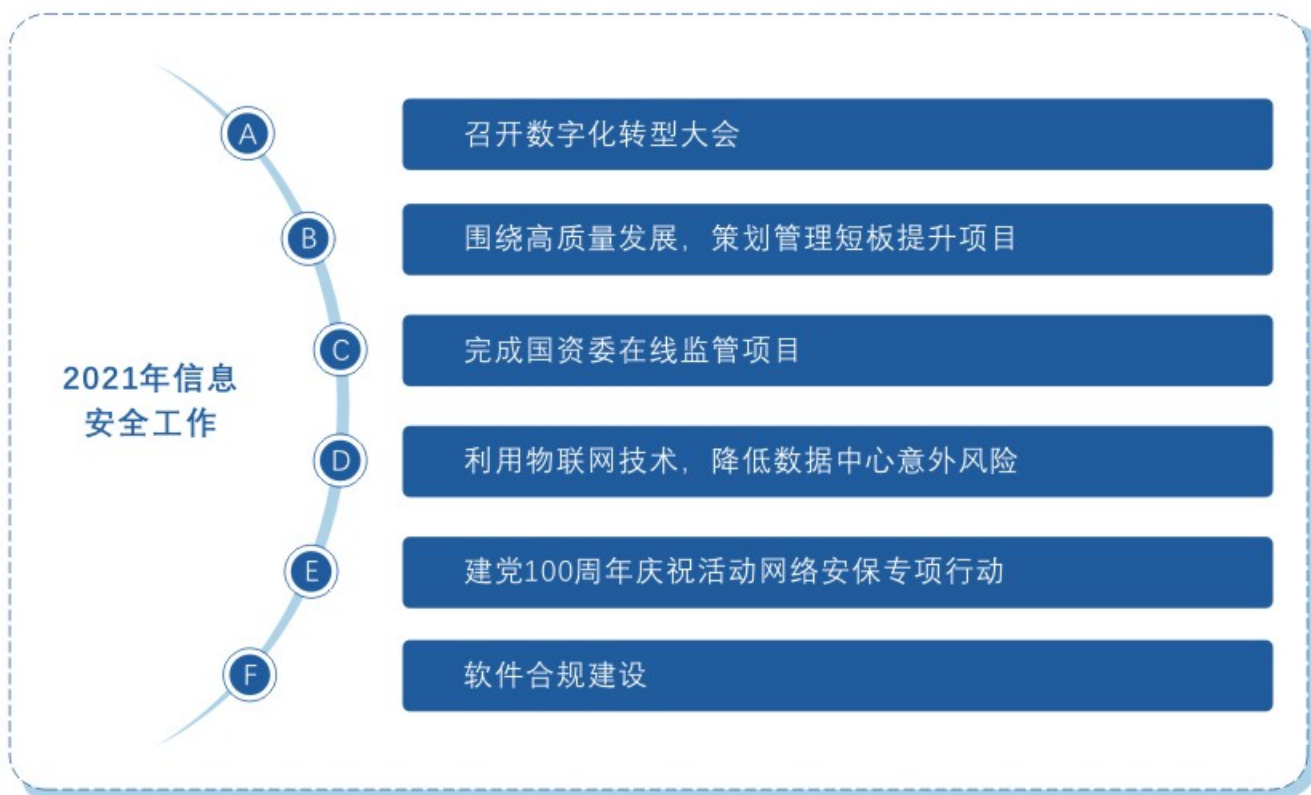 2021年信息
安全工作
A
召开数字化转型大会
B
围绕高质量发展，策划管理短板提升项目
C
完成国资委在线监管项目
D
利用物联网技术，降低数据中心意外风险
E
建党100周年庆祝活动网络安保专项行动
F
软件合规建设